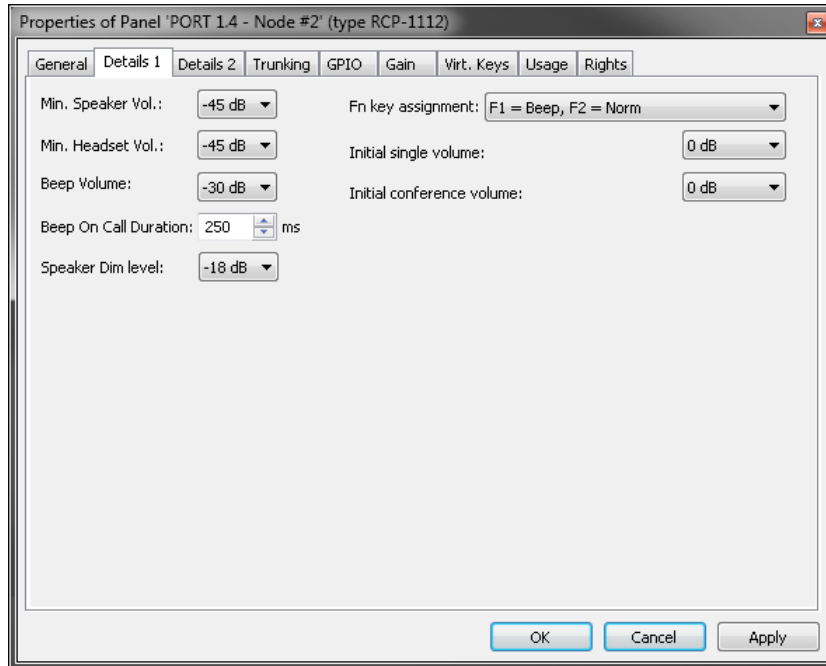 Properties of Panel 'PORT 1.4 - Node #2' (type RCP-1112)
General Details 1 Details 2 Trunking GPIO Gain Virt. Keys Usage Rights
Min. Speaker Vol.: -45 dB Fn key assignment: F1 = Beep, F2 = Norm
Min. Headset Vol.: -45 dB Initial single volume: 0 dB
Beep Volume: -30 dB Initial conference volume: 0 dB
Beep On Call Duration: 250 ms
Speaker Dim level: -18 dB
OK Cancel Apply